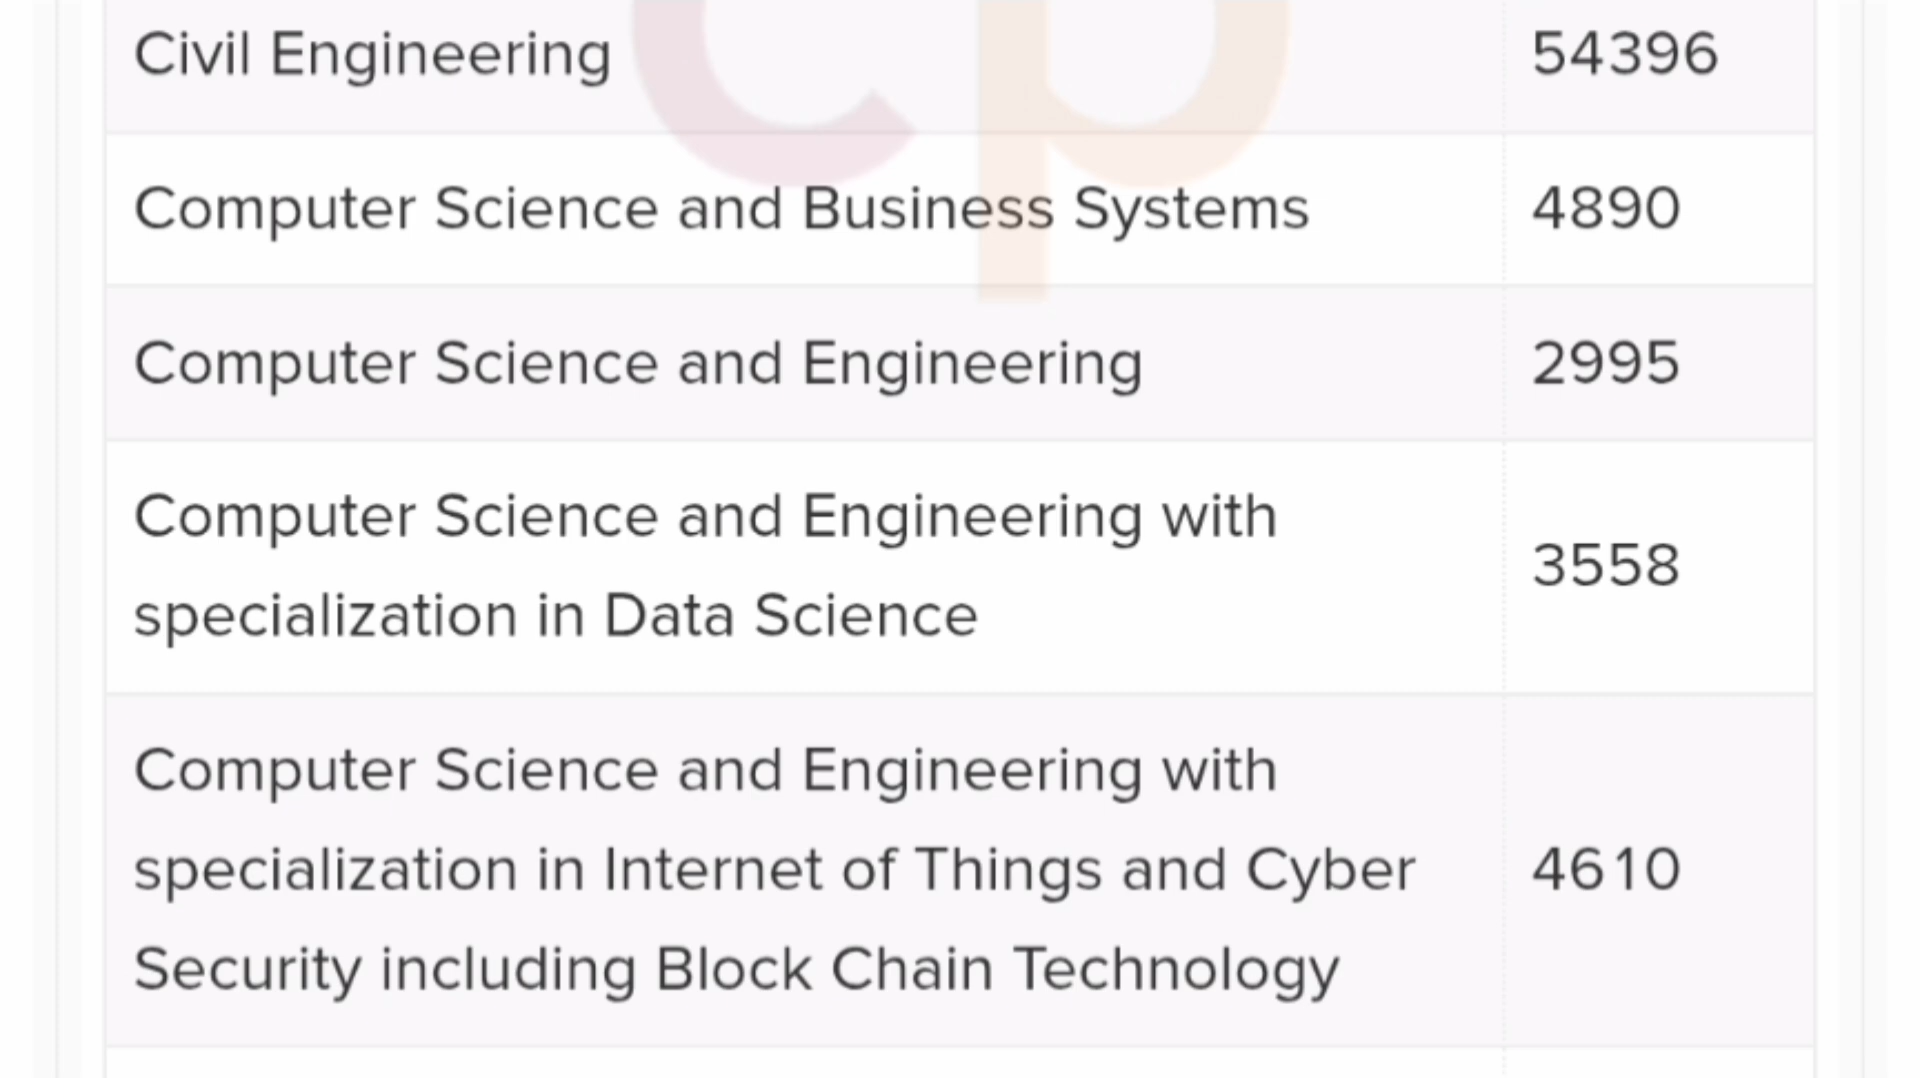 Civil Engineering 54396
Computer Science and Business Systems 4890
Computer Science and Engineering 2995
Computer Science and Engineering with
specialization in Data Science
3558
Computer Science and Engineering with
specialization in Internet of Things and Cyber
Security including Block Chain Technology
4610
cp